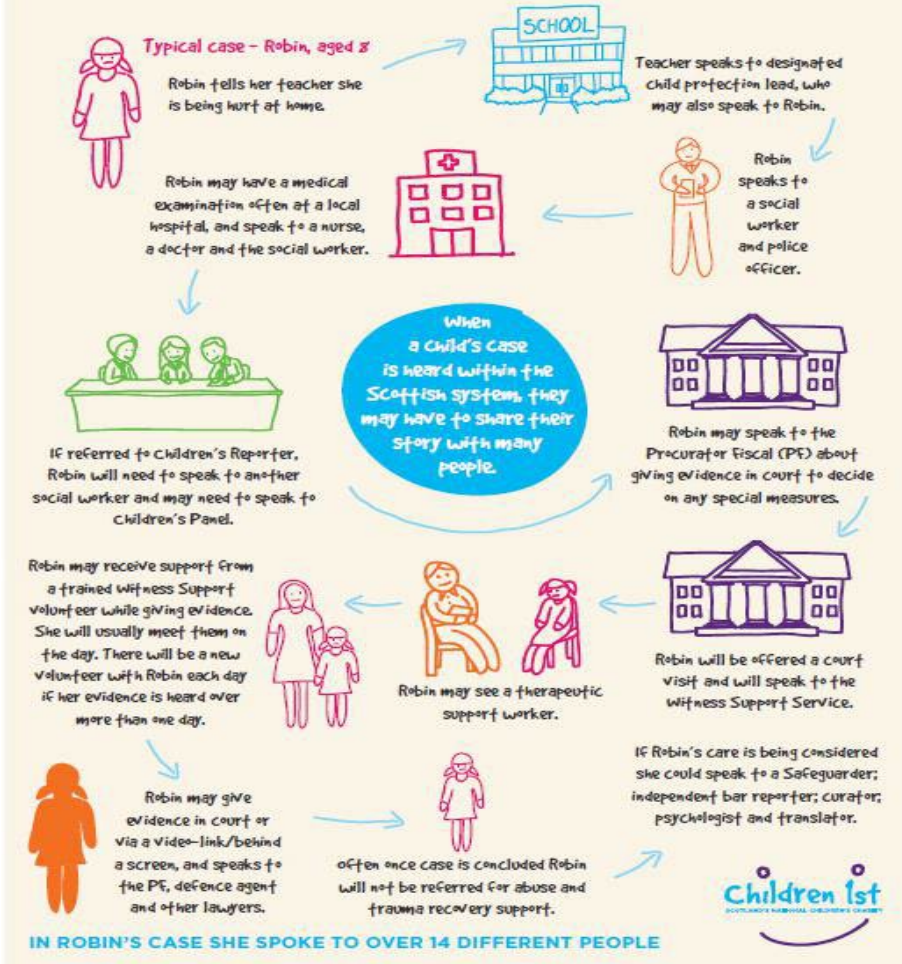 Typical case - Robin, aged 8
Robin tells her teacher she
is being hurt at home.
SCHOOL
Teacher speaks to designated
child protection lead, who
may also speak to Robin.
Robin
speaks to
a social
worker
and police
officer.
Robin may have a medical
examination often at a local
hospital, and speak to a nurse,
a doctor and the social worker.
If referred to Children's Reporter,
Robin will need to speak to another
social worker and may need to speak to
Children's Panel.
When
a child's case
is heard within the
Scottish system, they
may have to share their
story with many
people.
Robin may speak to the
Procurator Fiscal (PF) about
giving evidence in court to decide
on any special measures.
Robin will be offered a court
visit and will speak to the
Witness Support Service.
Robin may see a therapeutic
support worker.
Robin may receive support from
a trained Witness Support
volunteer while giving evidence.
She will usually meet them on
the day. There will be a new
volunteer with Robin each day
if her evidence is heard over
more than one day.
Robin may give
evidence in court or
via a video-link/behind
a screen, and speaks to
the PF, defence agent
and other lawyers.
Often once case is concluded Robin
will not be referred for abuse and
trauma recovery support.
If Robin's care is being considered
she could speak to a Safeguarder;
independent bar reporter; curator;
psychologist and translator.
Children 1st
SCOTLAND'S NATIONAL CHILDREN'S CHARITY
IN ROBIN'S CASE SHE SPOKE TO OVER 14 DIFFERENT PEOPLE